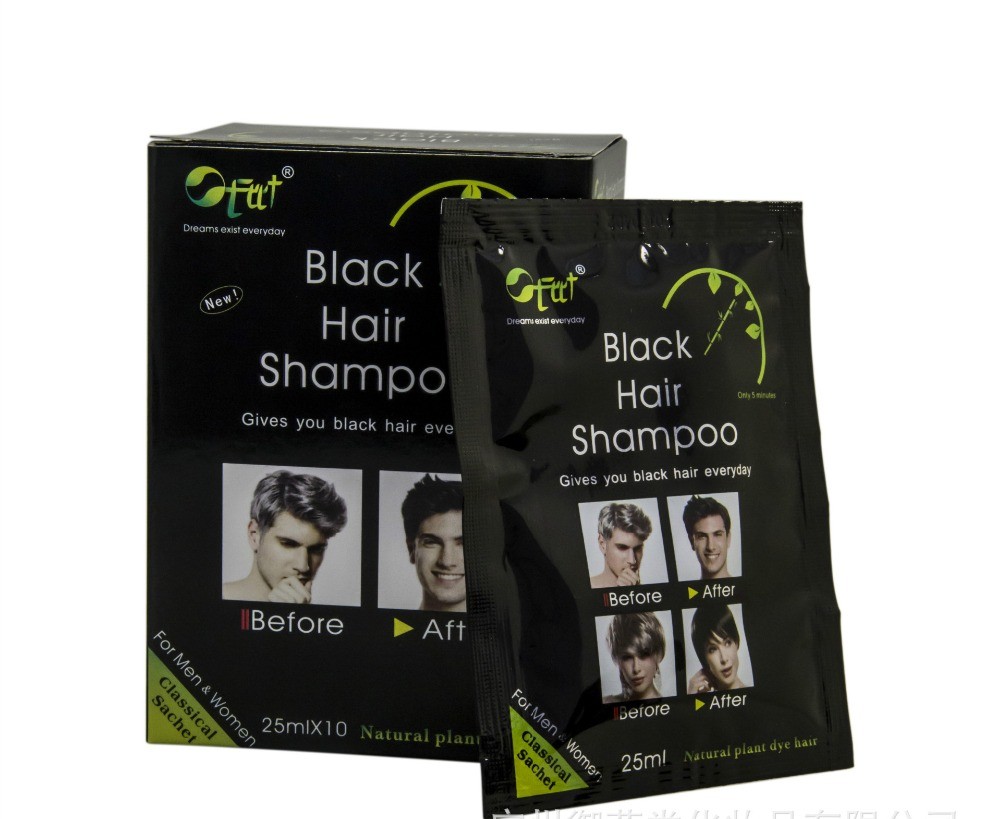 ®
Dreams exist everyday
New!
Black
Hair
Shampo
Gives you black hair eve
Before
Aft
For Men & Women
Classical
Sachet
25mlX10
Natural plan
®
Dreams exist everyday
Only 5 minutes
Black
Hair
Shampoo
Gives you black hair everyday
Before
After
Before
After
For Men & Women
Classical
Sachet
25ml
Natural plant dye hair